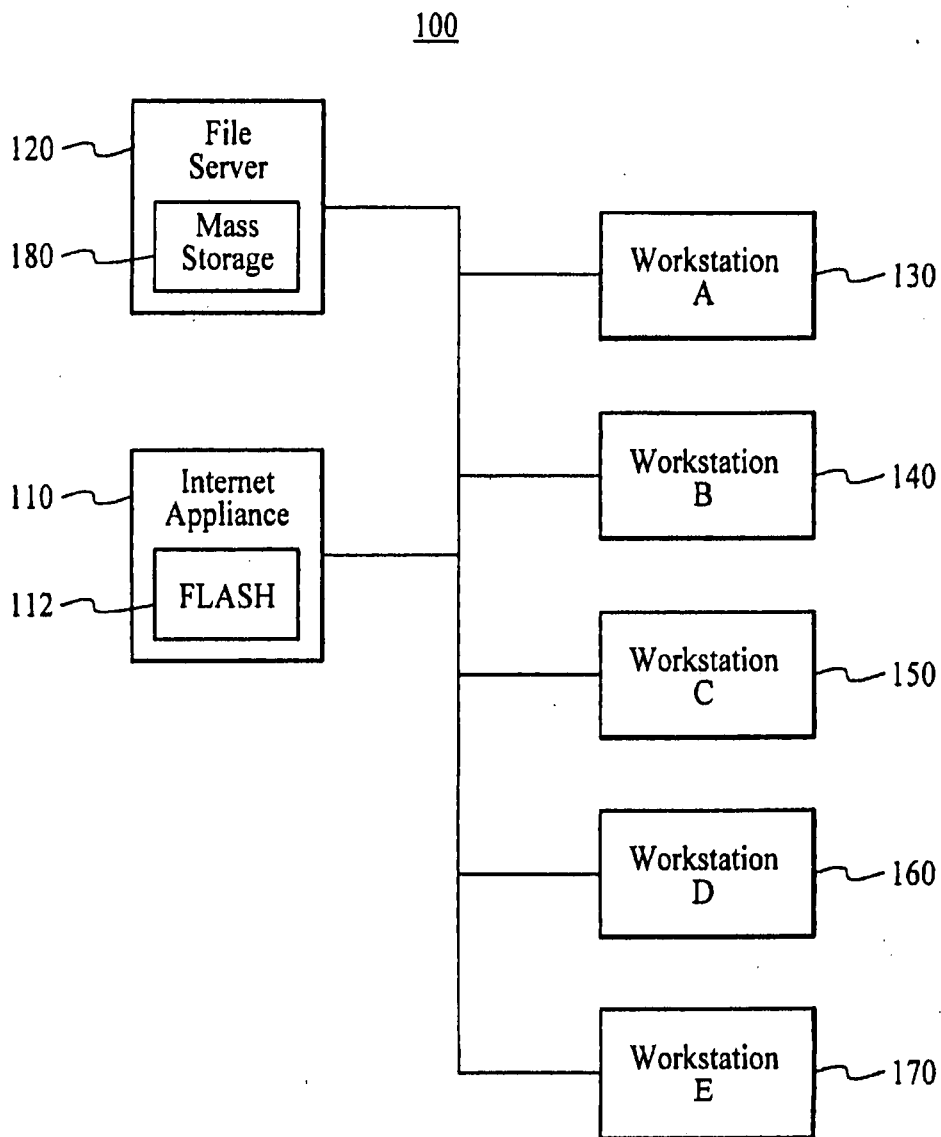 100
120
File
Server
180
Mass
Storage
110
Internet
Appliance
112
FLASH
Workstation
A
130
Workstation
B
140
Workstation
C
150
Workstation
D
160
Workstation
E
170